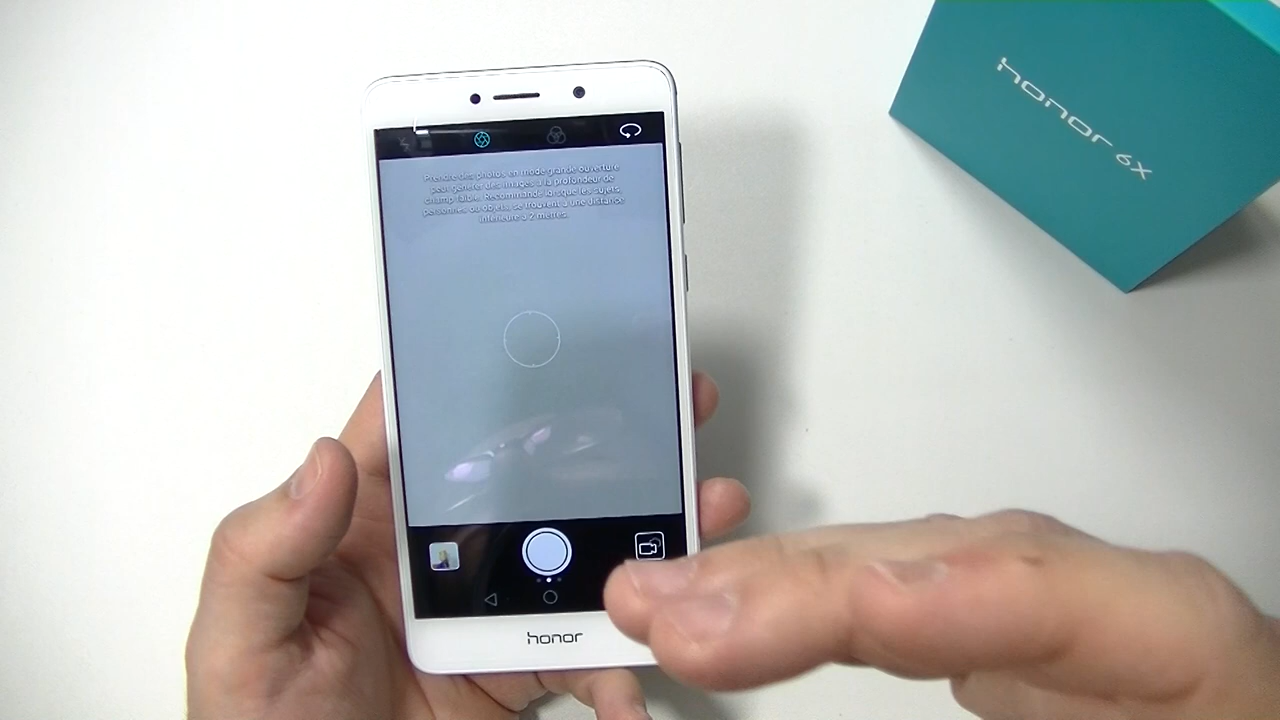 Prendre des photos en mode grande ouverture
peut générer des images à la profondeur de
champ faible. Recommandé lorsque les sujets,
personnes ou objets, se trouvent à une distance
inférieure à 2 mètres.
honor
honor 6X